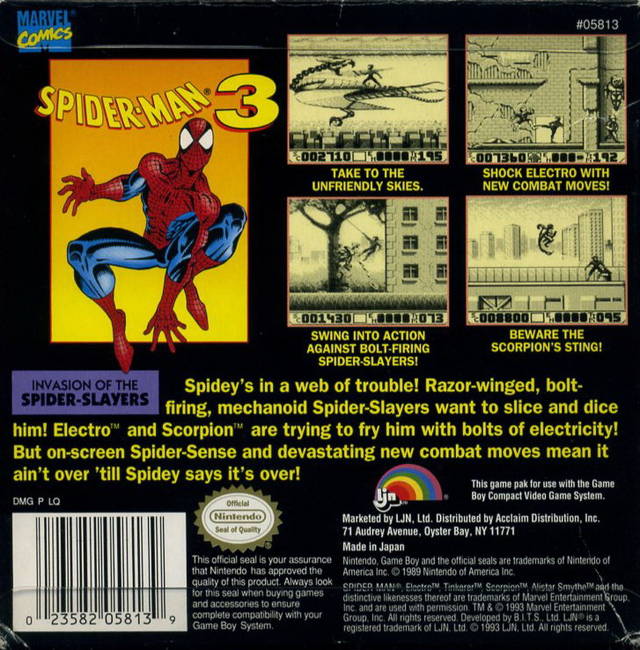 MARVEL
COMICS
#05813
SPIDER-MAN® 3
TAKE TO THE
UNFRIENDLY SKIES.
SHOCK ELECTRO WITH
NEW COMBAT MOVES!
SWING INTO ACTION
AGAINST BOLT-FIRING
SPIDER-SLAYERS!
BEWARE THE
SCORPION'S STING!
INVASION OF THE
SPIDER-SLAYERS
Spidey's in a web of trouble! Razor-winged, bolt-
firing, mechanoid Spider-Slayers want to slice and dice
him! Electro™ and Scorpion™ are trying to fry him with bolts of electricity!
But on-screen Spider-Sense and devastating new combat moves mean it
ain't over 'till Spidey says it's over!
DMG P LQ
0 23582 05813 9
Official
Nintendo
Seal of Quality
This official seal is your assurance
that Nintendo has approved the
quality of this product. Always look
for this seal when buying games
and accessories to ensure
complete compatibility with your
Game Boy System.
ljn®
This game pak for use with the Game
Boy Compact Video Game System.
Marketed by LJN, Ltd. Distributed by Acclaim Distribution, Inc.
71 Audrey Avenue, Oyster Bay, NY 11771
Made in Japan
Nintendo, Game Boy and the official seals are trademarks of Nintendo of
America Inc. © 1989 Nintendo of America Inc.
SPIDER-MAN®, Electro™, Tinkerer™, Scorpion™, Alistar Smythe™ and the
distinctive likenesses thereof are trademarks of Marvel Entertainment Group,
Inc. and are used with permission. TM & © 1993 Marvel Entertainment
Group, Inc. All rights reserved. Developed by B.I.T.S., Ltd. LJN® is a
registered trademark of LJN, Ltd. © 1993 LJN, Ltd. All rights reserved.